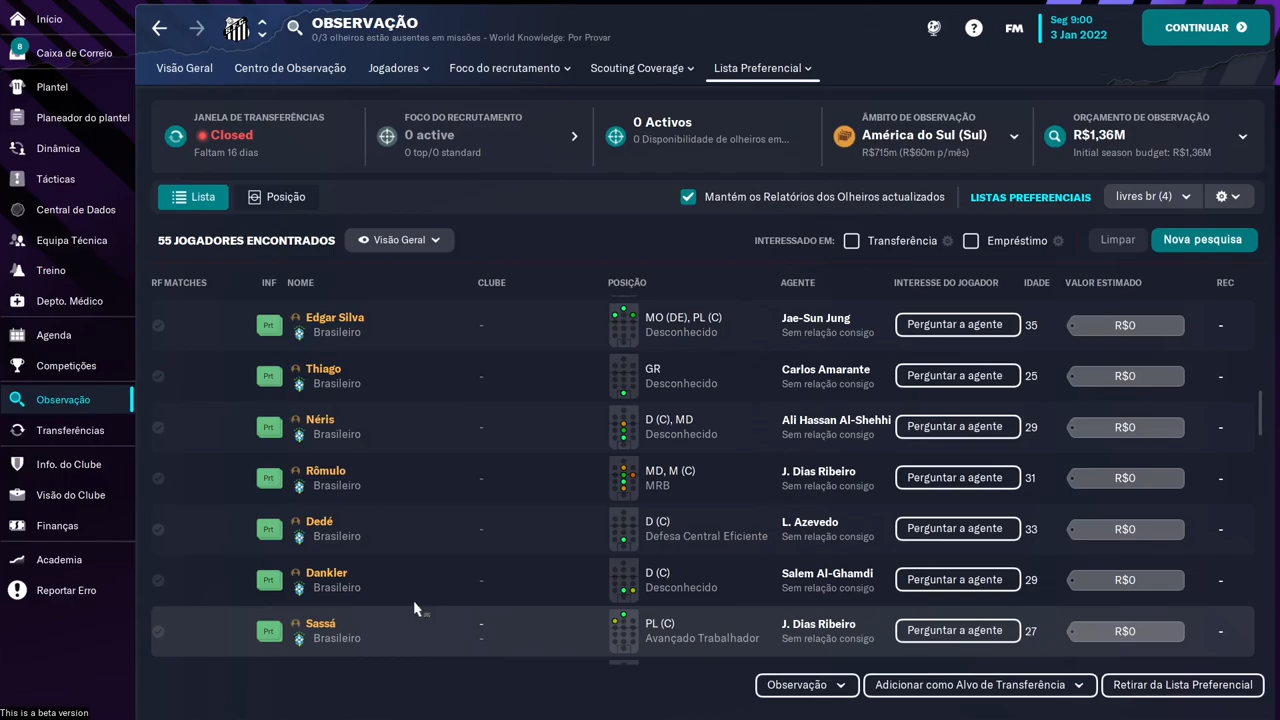 Início
8
Caixa de Correio
Plantel
Planeador do plantel
Dinâmica
Tácticas
Central de Dados
Equipa Técnica
Treino
Depto. Médico
Agenda
Competições
Observação
Transferências
Info. do Clube
Visão do Clube
Finanças
Academia
Reportar Erro
This is a beta version
OBSERVAÇÃO
0/3 olheiros estão ausentes em missões - World Knowledge: Por Provar
FM
Seg 9:00
3 Jan 2022
CONTINUAR
Visão Geral
Centro de Observação
Jogadores
Foco do recrutamento
Scouting Coverage
Lista Preferencial
JANELA DE TRANSFERÊNCIAS
Closed
Faltam 16 dias
FOCO DO RECRUTAMENTO
0 active
0 top/0 standard
0 Activos
0 Disponibilidade de olheiros em...
ÂMBITO DE OBSERVAÇÃO
América do Sul (Sul)
R$715m (R$60m p/mês)
ORÇAMENTO DE OBSERVAÇÃO
R$1,36M
Initial season budget: R$1,36M
Lista
Posição
Mantém os Relatórios dos Olheiros actualizados
LISTAS PREFERENCIAIS
livres br (4)
55 JOGADORES ENCONTRADOS
Visão Geral
INTERESSADO EM:
Transferência
Empréstimo
Limpar
Nova pesquisa
RF MATCHES INF NOME CLUBE POSIÇÃO AGENTE INTERESSE DO JOGADOR IDADE VALOR ESTIMADO REC
Prt Edgar Silva - MO (DE), PL (C) Jae-Sun Jung Perguntar a agente 35 R$0 -
Brasileiro Desconhecido Sem relação consigo
Prt Thiago - GR Carlos Amarante Perguntar a agente 25 R$0 -
Brasileiro Desconhecido Sem relação consigo
Prt Néris - D (C), MD Ali Hassan Al-Shehhi Perguntar a agente 29 R$0 -
Brasileiro Desconhecido Sem relação consigo
Prt Rômulo - MD, M (C) J. Dias Ribeiro Perguntar a agente 31 R$0 -
Brasileiro MRB Sem relação consigo
Prt Dedé - D (C) L. Azevedo Perguntar a agente 33 R$0 -
Brasileiro Defesa Central Eficiente Sem relação consigo
Prt Dankler - D (C) Salem Al-Ghamdi Perguntar a agente 29 R$0 -
Brasileiro Desconhecido Sem relação consigo
Prt Sassá - PL (C) J. Dias Ribeiro Perguntar a agente 27 R$0 -
Brasileiro - Avançado Trabalhador Sem relação consigo
Observação
Adicionar como Alvo de Transferência
Retirar da Lista Preferencial